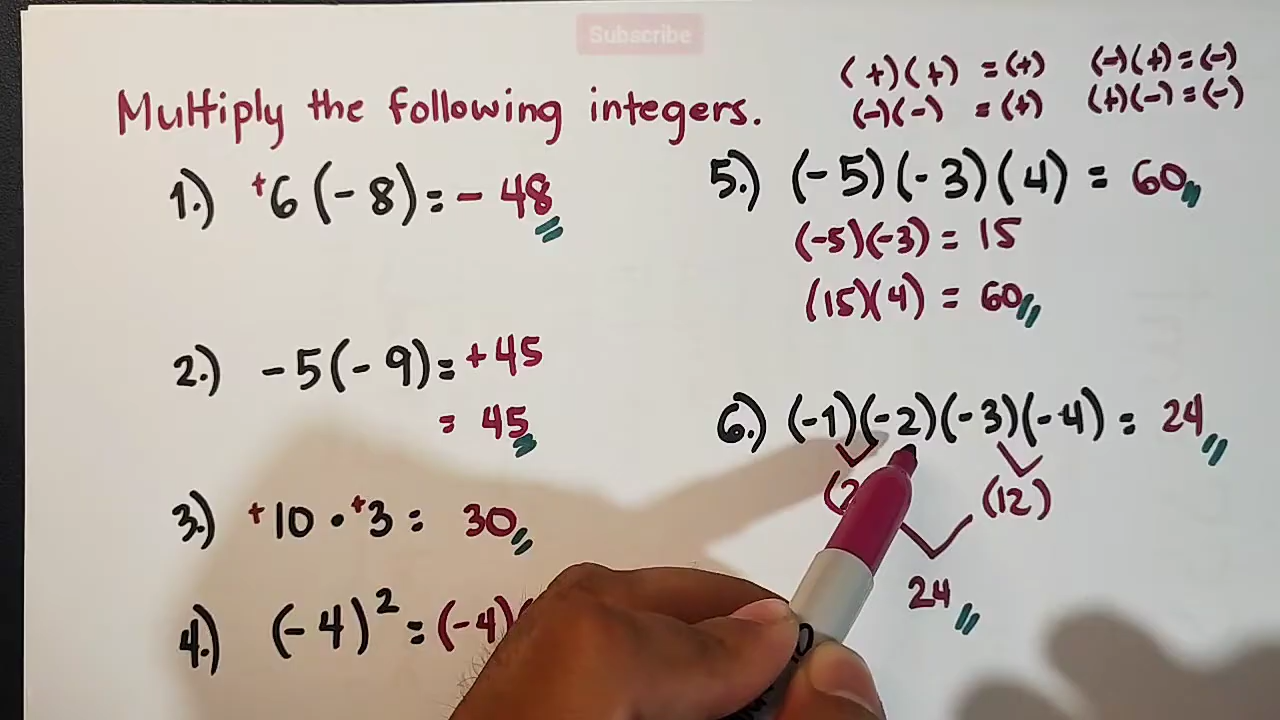 Subscribe
Multiply the following integers.
(+)(+) = (+)
(-)(-) = (+)
(-)(+) = (-)
(+)(-) = (-)
1.) +6 (-8) = - 48
2.) -5 (-9) = +45
= 45
3.) +10 · +3 = 30
4.) (-4)² = (-4)
5.) (-5)(-3)(4) = 60
(-5)(-3) = 15
(15)(4) = 60
6.) (-1)(-2)(-3)(-4) = 24
(2 (12)
24